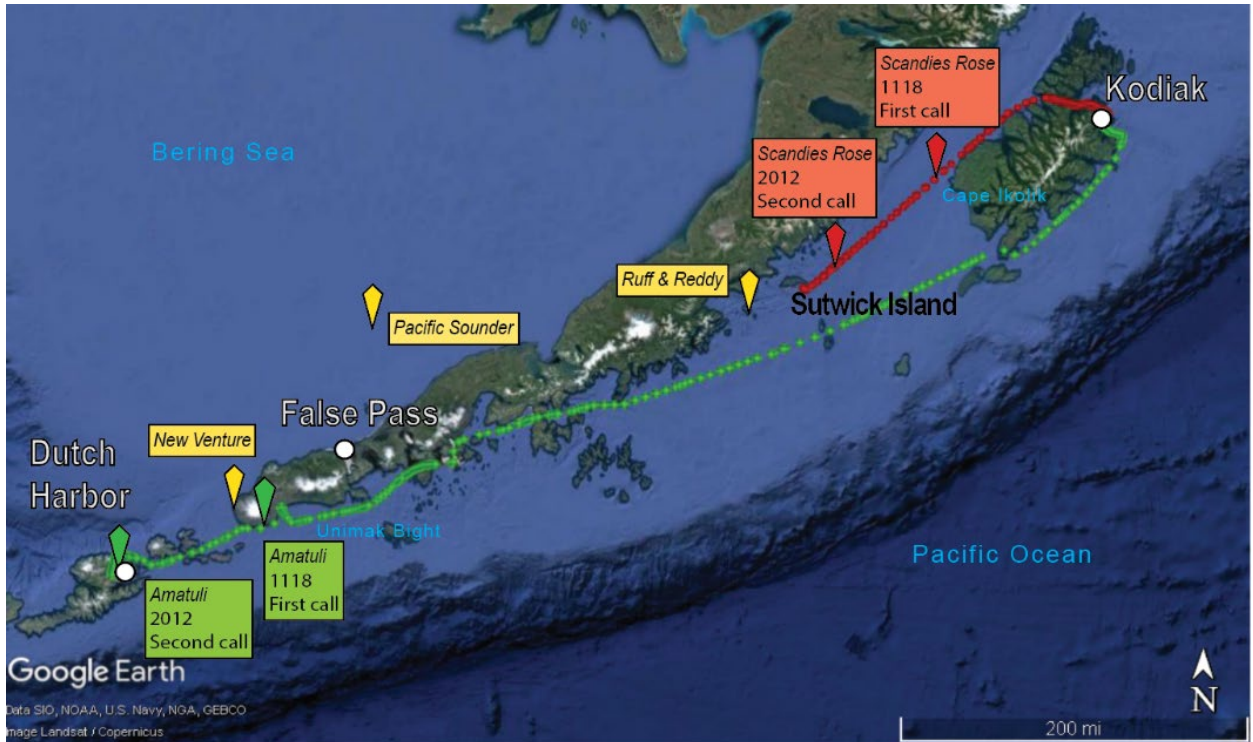 Scandies Rose
1118
First call
Kodiak
Bering Sea
Scandies Rose
2012
Second call
Cape Ikolik
Ruff & Reddy
Sutwick Island
Pacific Sounder
False Pass
New Venture
Dutch
Harbor
Unimak Bight
Pacific Ocean
Amatuli
1118
First call
Amatuli
2012
Second call
Google Earth
Data SIO, NOAA, U.S. Navy, NGA, GEBCO
mage Landsat / Copernicus
N
200 mi